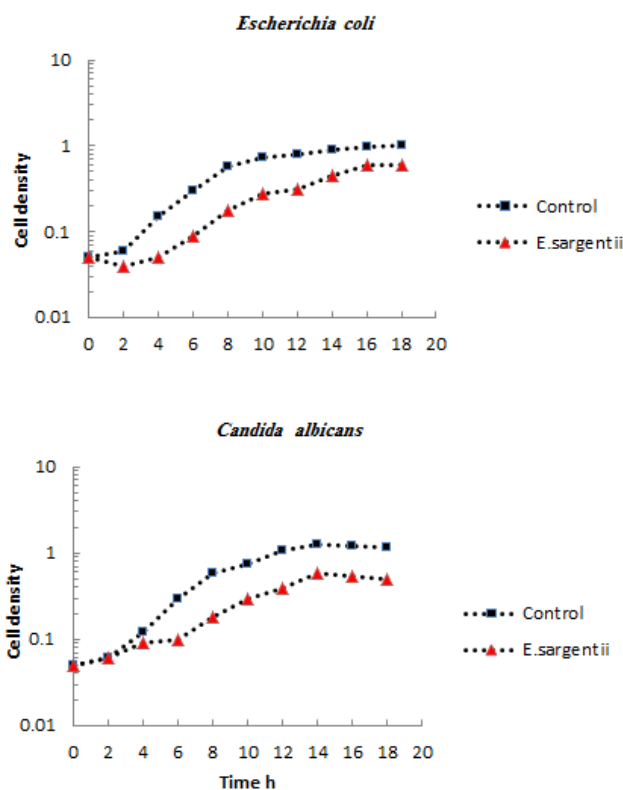 Escherichia coli
10
1
0.1
0.01
Cell density
0 2 4 6 8 10 12 14 16 18 20
Control
E.sargentii
Candida albicans
10
1
0.1
0.01
Cell density
0 2 4 6 8 10 12 14 16 18 20
Time h
Control
E.sargentii